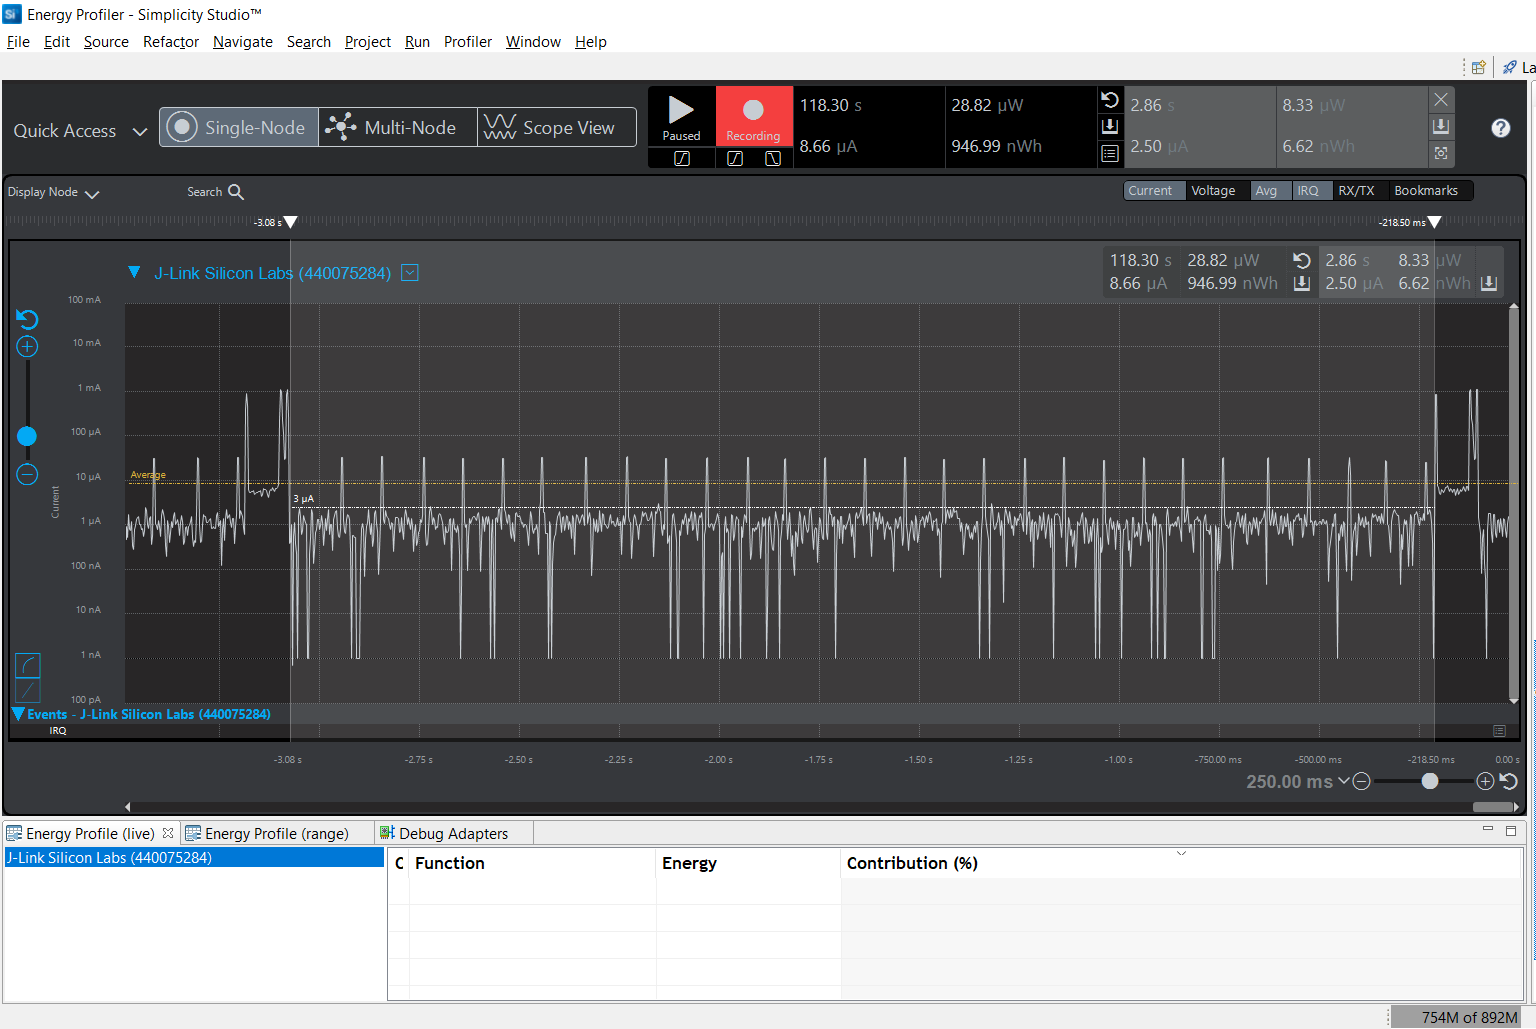 Energy Profiler - Simplicity Studio™
File Edit Source Refactor Navigate Search Project Run Profiler Window Help
La
Quick Access
Single-Node
Multi-Node
Scope View
Paused
Recording
118.30 s
28.82 µW
8.66 µA
946.99 nWh
2.86 s
8.33 µW
2.50 µA
6.62 nWh
Display Node
Search
Current Voltage Avg IRQ RX/TX Bookmarks
-3.08 s
-218.50 ms
J-Link Silicon Labs (440075284)
118.30 s 28.82 µW
8.66 µA 946.99 nWh
2.86 s 8.33 µW
2.50 µA 6.62 nWh
100 mA
10 mA
1 mA
100 µA
10 µA
1 µA
100 nA
10 nA
1 nA
100 pA
Current
Average
3 µA
Events - J-Link Silicon Labs (440075284)
IRQ
-3.08 s -2.75 s -2.50 s -2.25 s -2.00 s -1.75 s -1.50 s -1.25 s -1.00 s -750.00 ms -500.00 ms -218.50 ms 0.00 s
250.00 ms
Energy Profile (live)
Energy Profile (range)
Debug Adapters
J-Link Silicon Labs (440075284)
C Function Energy Contribution (%)
754M of 892M